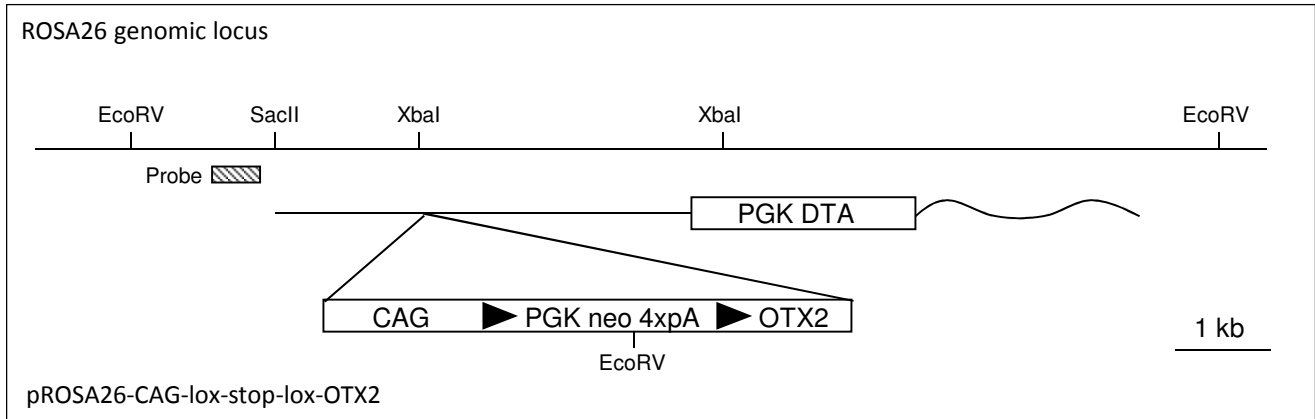 ROSA26 genomic locus
EcoRV SacII XbaI XbaI EcoRV
Probe
PGK DTA
CAG PGK neo 4xpA OTX2
EcoRV
1 kb
pROSA26-CAG-lox-stop-lox-OTX2